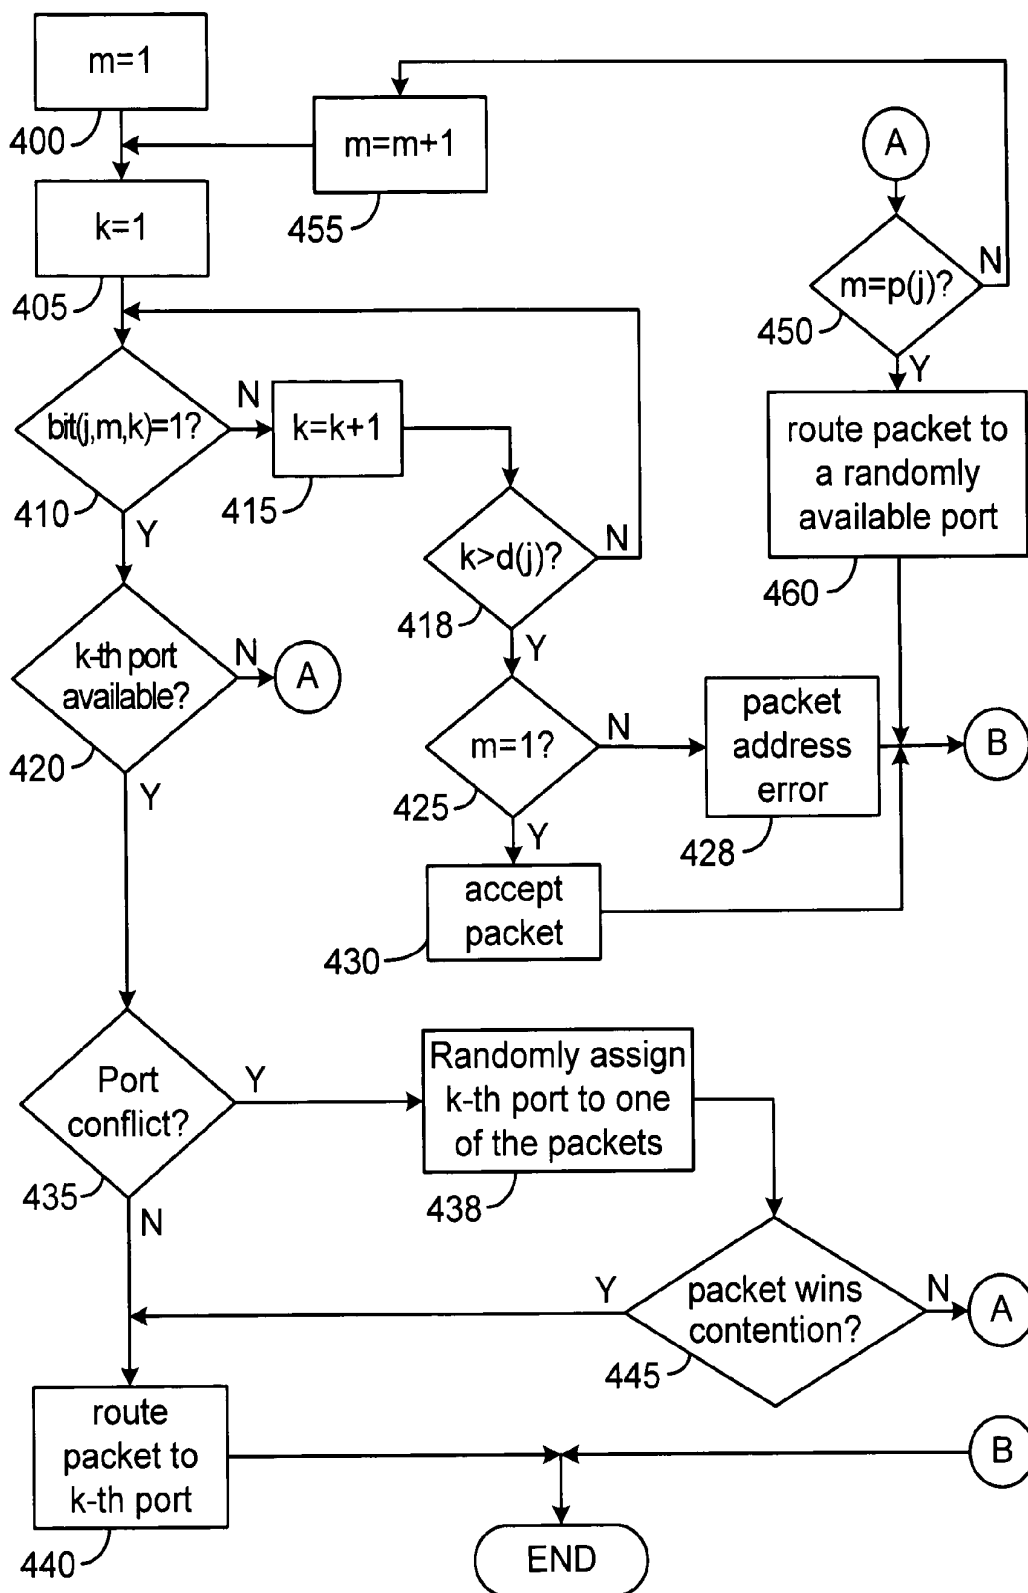 m=1
400
m=m+1
455
A
k=1
405
m=p(j)?
N
450
Y
bit(j,m,k)=1?
N
410
Y
k=k+1
415
route packet to
a randomly
available port
460
k>d(j)?
N
418
Y
k-th port
available?
N
A
420
Y
m=1?
N
425
Y
packet
address
error
428
B
accept
packet
430
Port
conflict?
Y
435
N
Randomly assign
k-th port to one
of the packets
438
packet wins
contention?
Y
N
A
445
route
packet to
k-th port
440
B
END